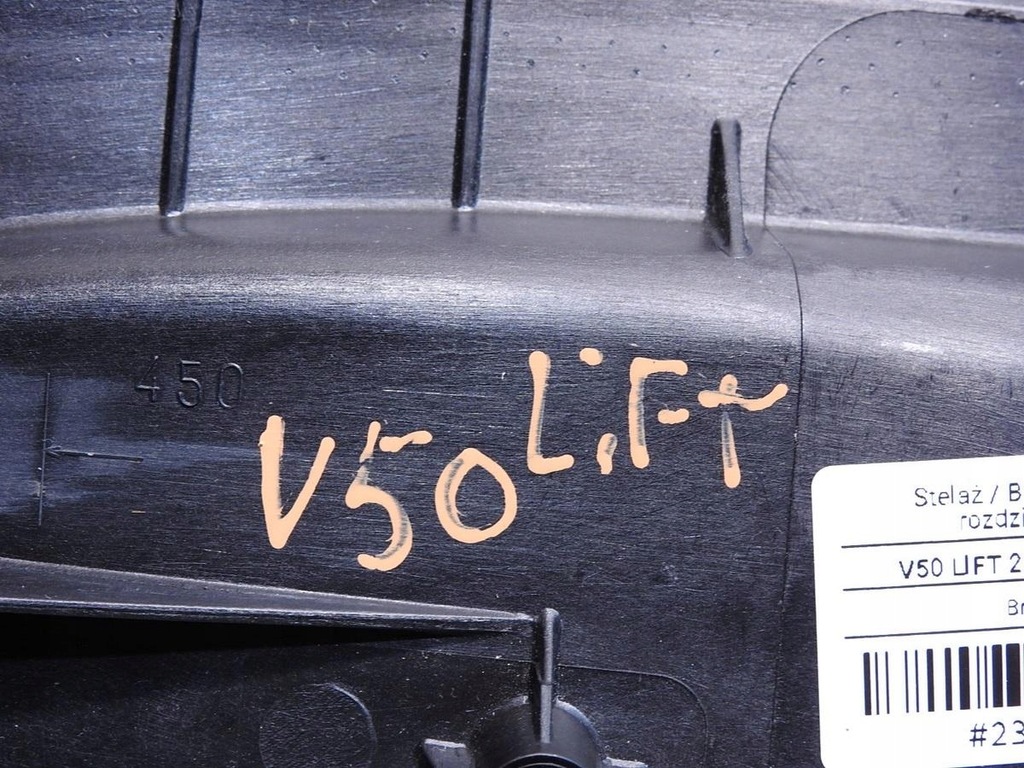 450
V50 LiFt
Stelaż / B
rozdzi
V50 LIFT 2
Br
#23